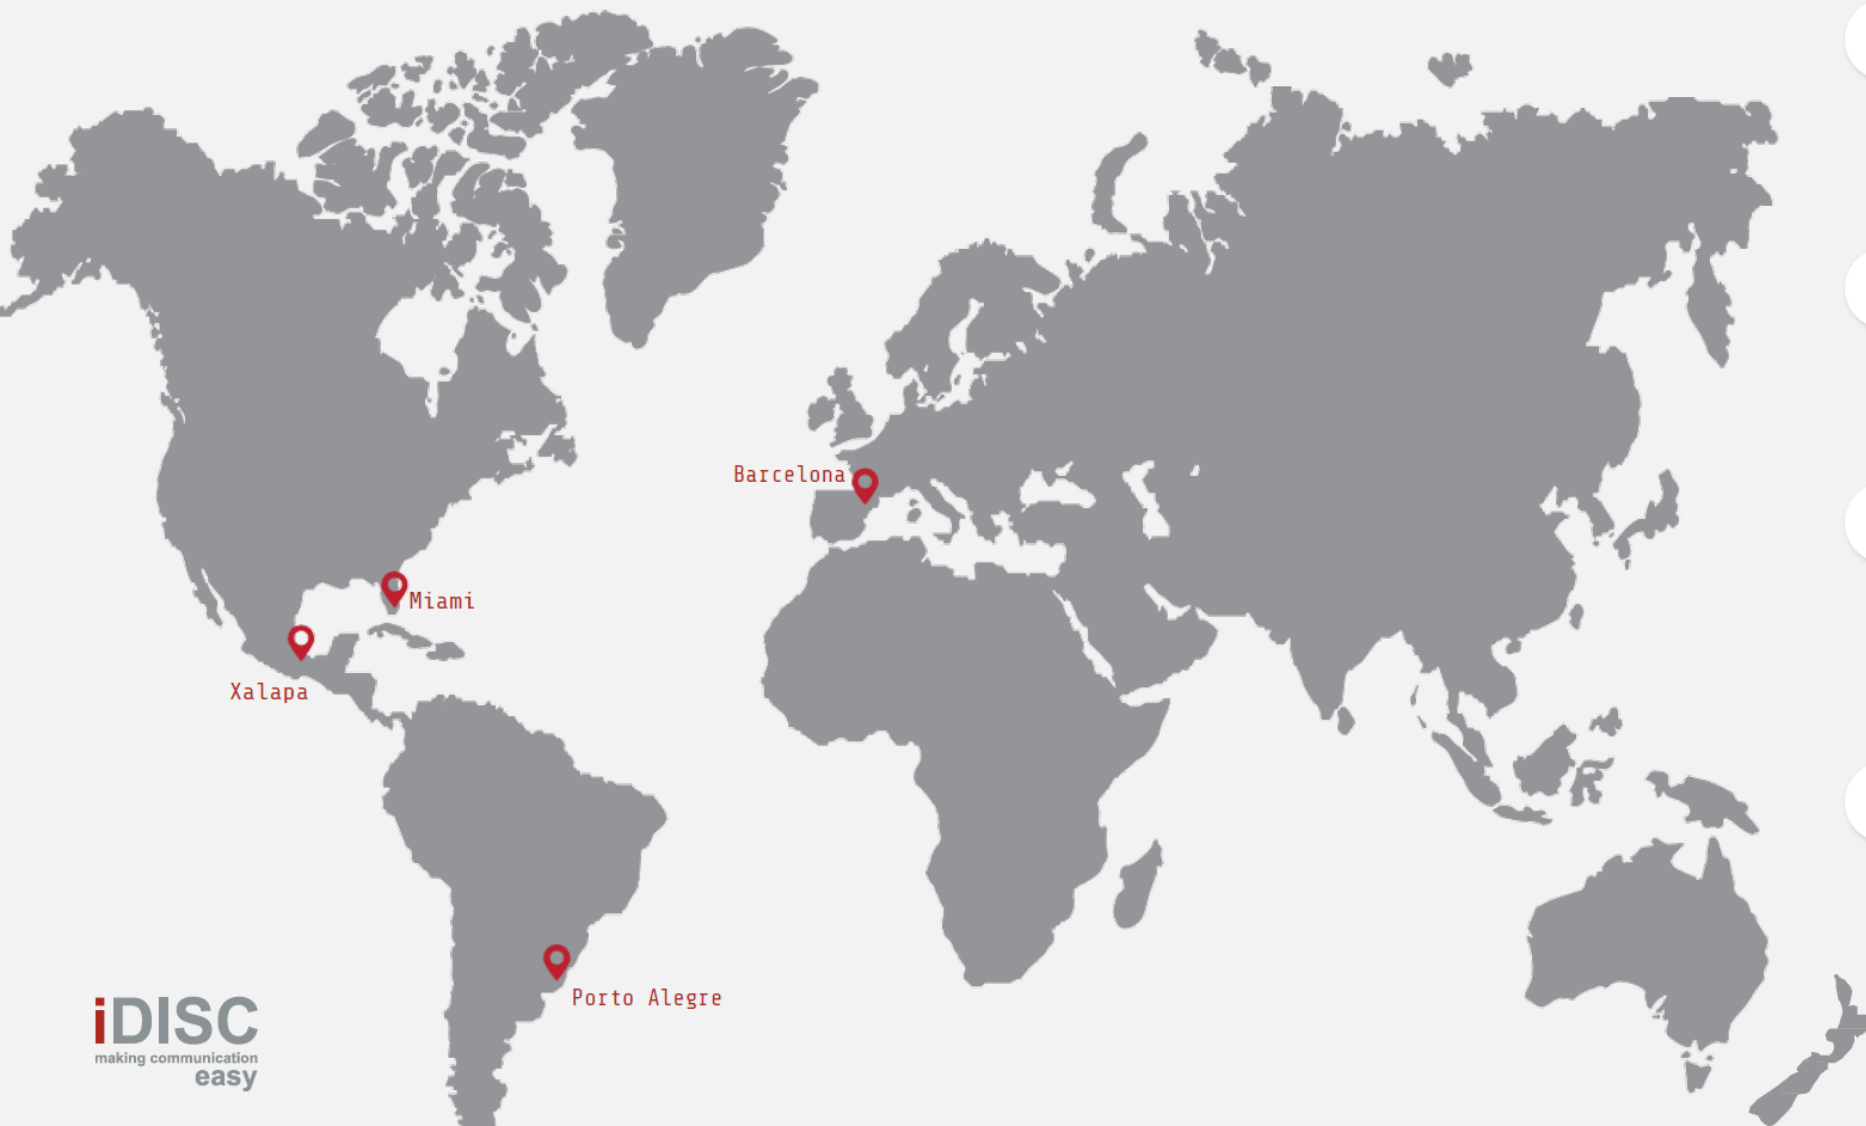 Barcelona
Miami
Xalapa
Porto Alegre
iDISC
making communication
easy